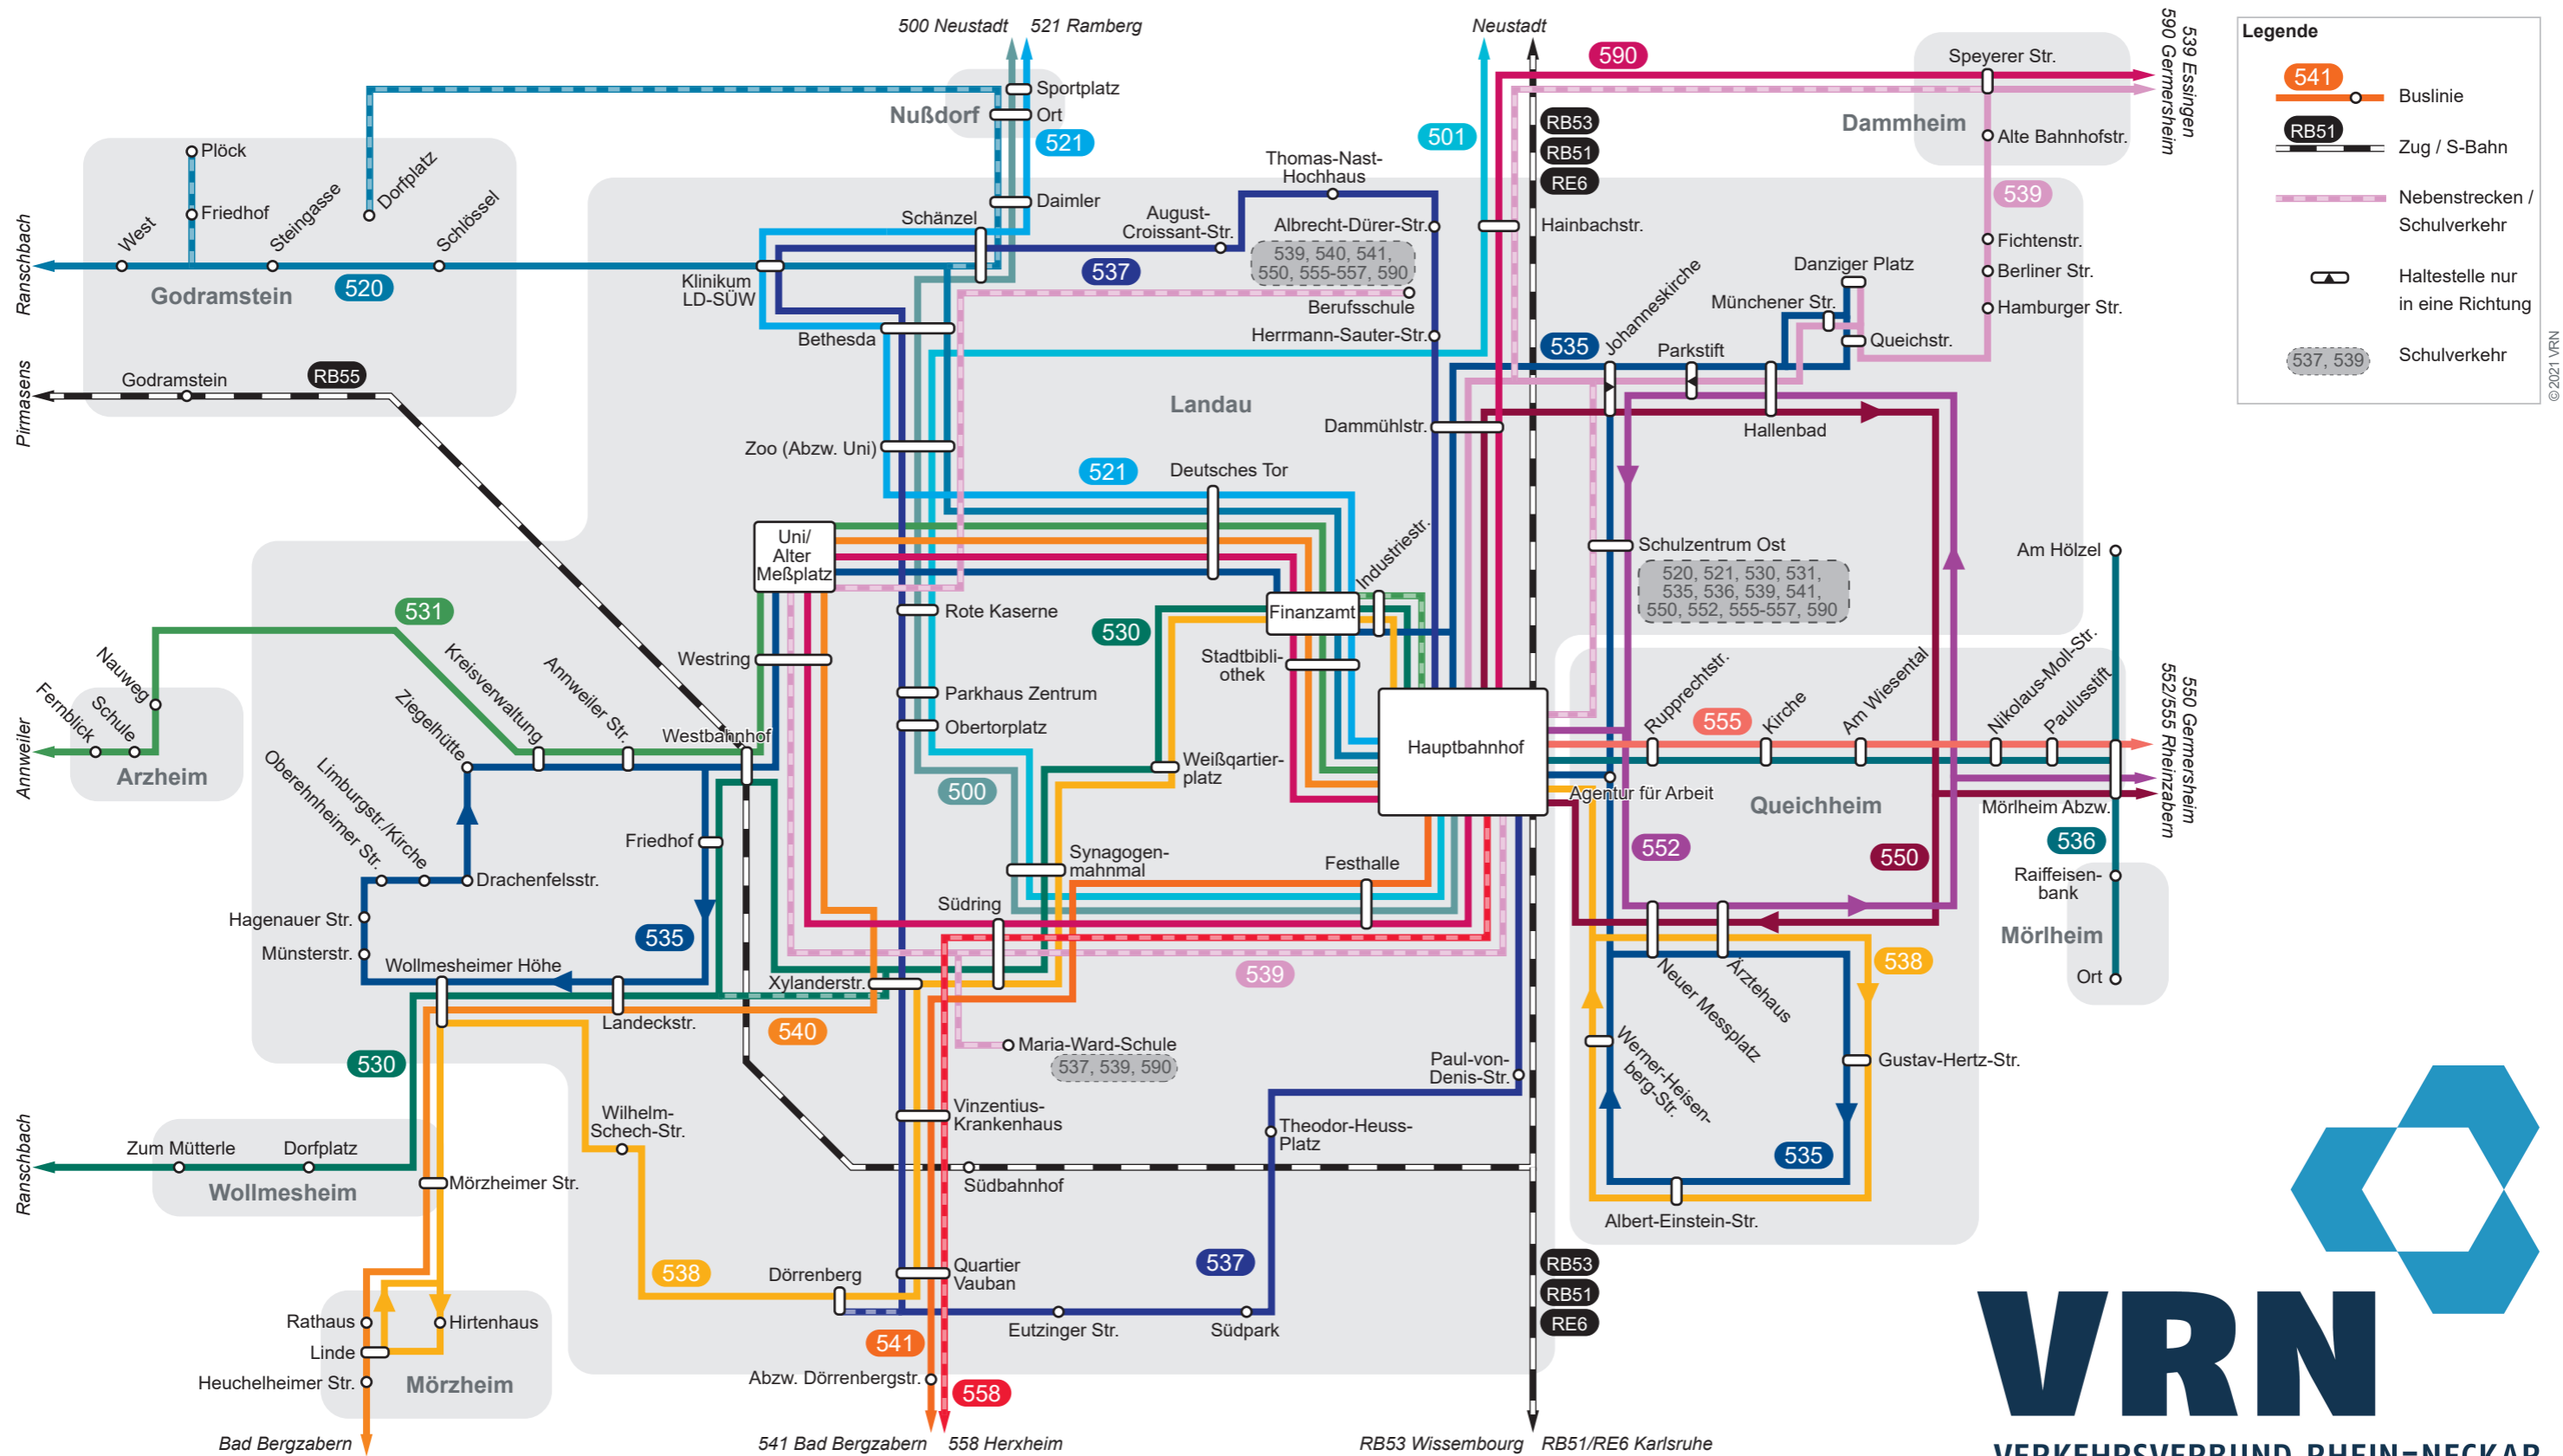 500 Neustadt
521 Ramberg
Neustadt
590
539 Essingen
590 Germersheim
Speyerer Str.
Dammheim
Alte Bahnhofstr.
539
Legende
541
Buslinie
RB51
Zug / S-Bahn
Nebenstrecken /
Schulverkehr
Haltestelle nur
in eine Richtung
537, 539
Schulverkehr
©2021 VRN
Sportplatz
Nußdorf
Ort
521
501
RB53
RB51
RE6
Plöck
Friedhof
Dorfplatz
West
Steingasse
Schlössel
Ranschbach
Godramstein
520
Daimler
Schänzel
August-
Croissant-Str.
Thomas-Nast-
Hochhaus
Albrecht-Dürer-Str.
539, 540, 541,
550, 555-557, 590
Berufsschule
Herrmann-Sauter-Str.
Hainbachstr.
537
Klinikum
LD-SÜW
Bethesda
Fichtenstr.
Berliner Str.
Hamburger Str.
Danziger Platz
Münchener Str.
Queichstr.
Johanneskirche
535
Parkstift
Hallenbad
Pirmasens
Godramstein
RB55
Landau
Dammühlstr.
Zoo (Abzw. Uni)
521
Deutsches Tor
Industriestr.
Uni/
Alter
Meßplatz
Schulzentrum Ost
520, 521, 530, 531,
535, 536, 539, 541,
550, 552, 555-557, 590
Am Hölzel
531
Rote Kaserne
530
Finanzamt
Stadtbibli-
othek
Westring
Parkhaus Zentrum
Obertorplatz
Nauweg
Fernblick
Schule
Annweiler
Arzheim
Kreisverwaltung
Annweiler Str.
Ziegelhütte
Westbahnhof
Weißqartier-
platz
500
Hauptbahnhof
Rupprechtstr.
555
Kirche
Am Wiesental
Nikolaus-Moll-Str.
Paulusstift
550 Germersheim
552/555 Rheinzabern
Agentur für Arbeit
Queichheim
Mörlheim Abzw.
536
552
550
Raiffeisen-
bank
Mörlheim
Ort
Oberehnheimer Str.
Limburgstr./Kirche
Drachenfelsstr.
Hagenauer Str.
Münsterstr.
Friedhof
535
Wollmesheimer Höhe
Landeckstr.
Synagogen-
mahnmal
Südring
Festhalle
Xylanderstr.
539
540
530
Maria-Ward-Schule
537, 539, 590
Neuer Messplatz
Ärztehaus
538
Werner-Heisen-
berg-Str.
Gustav-Hertz-Str.
535
Albert-Einstein-Str.
Ranschbach
Zum Mütterle
Dorfplatz
Wollmesheim
Mörzheimer Str.
Wilhelm-
Schech-Str.
Vinzentius-
Krankenhaus
Südbahnhof
Paul-von-
Denis-Str.
Theodor-Heuss-
Platz
538
Dörrenberg
Quartier
Vauban
537
RB53
RB51
RE6
Rathaus
Hirtenhaus
Linde
Heuchelheimer Str.
Mörzheim
541
Eutzinger Str.
Südpark
Abzw. Dörrenbergstr.
558
Bad Bergzabern
541 Bad Bergzabern
558 Herxheim
RB53 Wissembourg
RB51/RE6 Karlsruhe
VRN
VERKEHRSVERBUND RHEIN-NECKAR